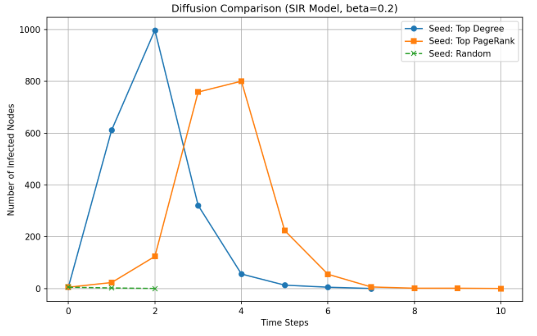 Diffusion Comparison (SIR Model, beta=0.2)
Seed: Top Degree
Seed: Top PageRank
Seed: Random
Number of Infected Nodes
1000
800
600
400
200
0
0 2 4 6 8 10
Time Steps